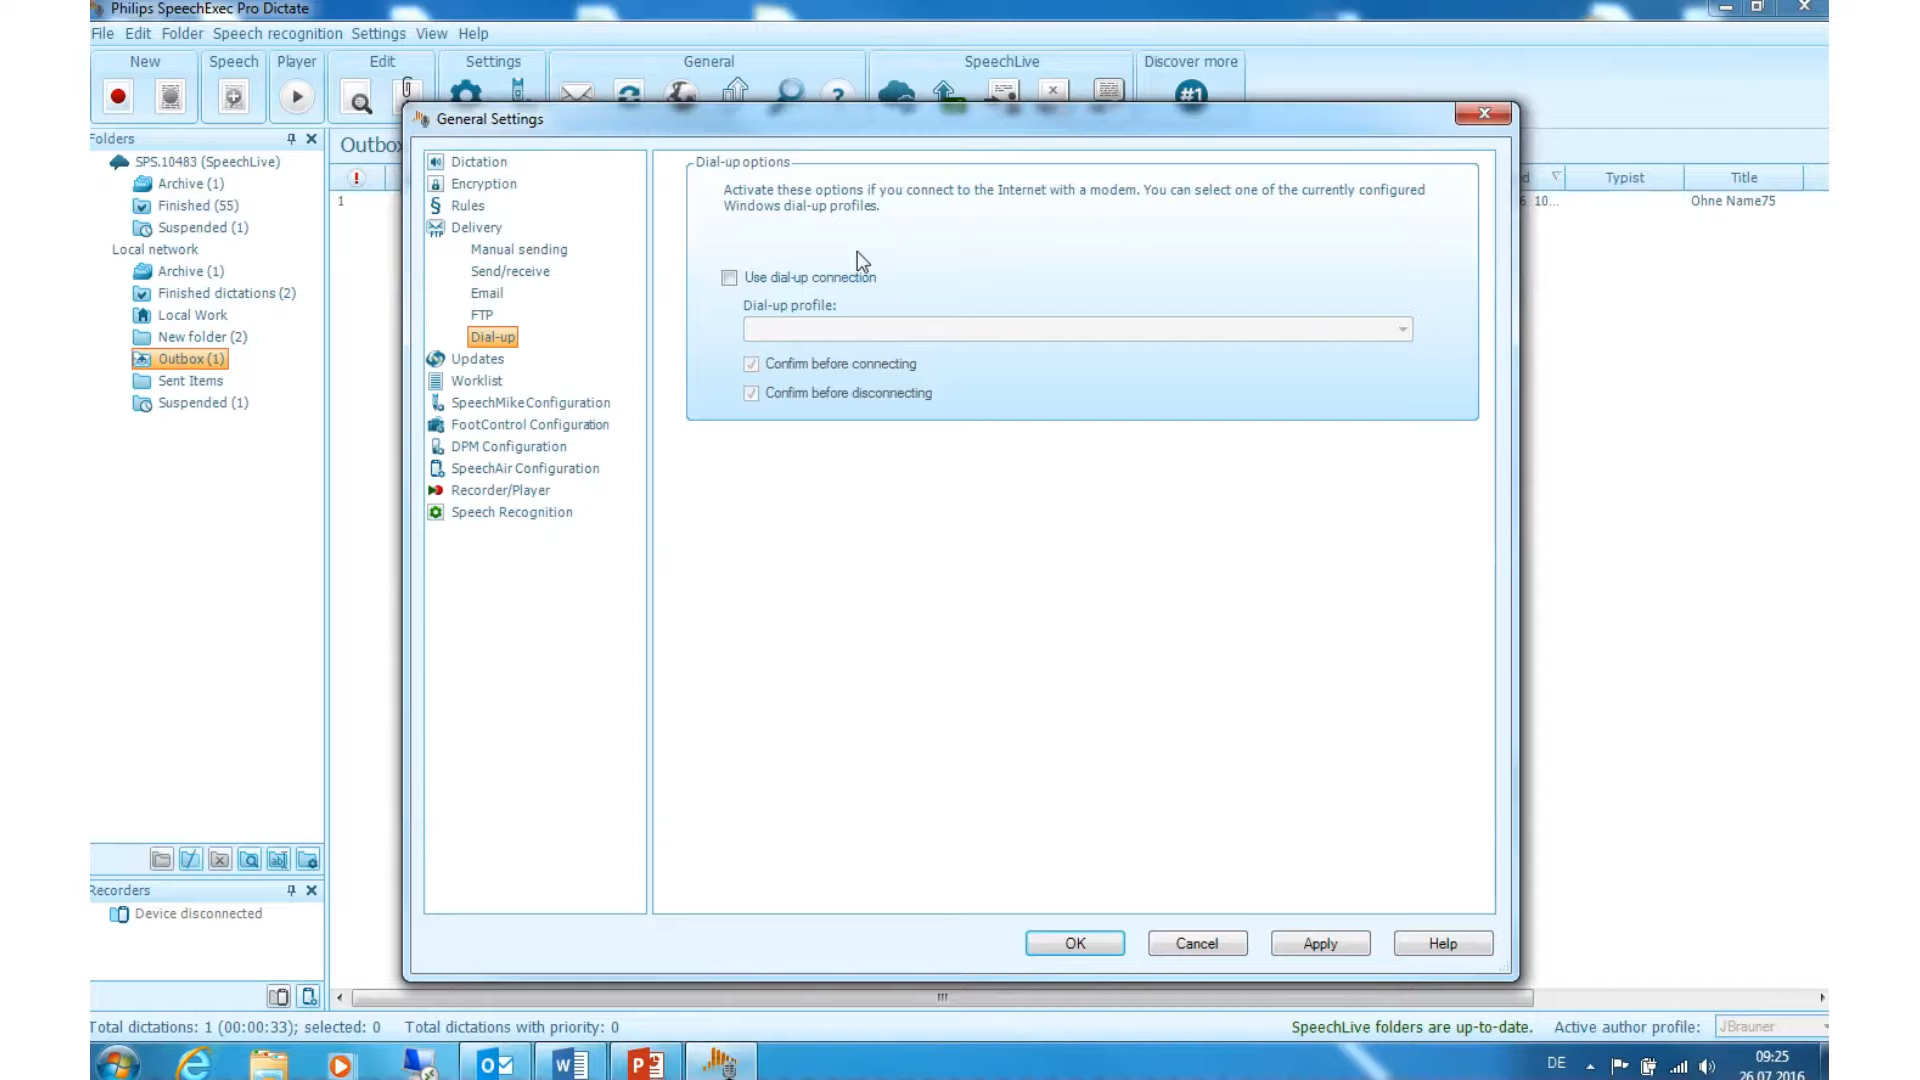 Philips SpeechExec Pro Dictate
File Edit Folder Speech recognition Settings View Help
New Speech Player Edit Settings General SpeechLive Discover more
#1
Folders
SPS.10483 (SpeechLive)
Archive (1)
Finished (55)
Suspended (1)
Local network
Archive (1)
Finished dictations (2)
Local Work
New folder (2)
Outbox (1)
Sent Items
Suspended (1)
Outbox
Typist Title
1 10... Ohne Name75
General Settings
Dictation
Encryption
Rules
Delivery
Manual sending
Send/receive
Email
FTP
Dial-up
Updates
Worklist
SpeechMike Configuration
FootControl Configuration
DPM Configuration
SpeechAir Configuration
Recorder/Player
Speech Recognition
Dial-up options
Activate these options if you connect to the Internet with a modem. You can select one of the currently configured
Windows dial-up profiles.
Use dial-up connection
Dial-up profile:
Confirm before connecting
Confirm before disconnecting
OK Cancel Apply Help
Recorders
Device disconnected
Total dictations: 1 (00:00:33); selected: 0 Total dictations with priority: 0 SpeechLive folders are up-to-date. Active author profile: JBrauner
DE 09:25
26.07.2016